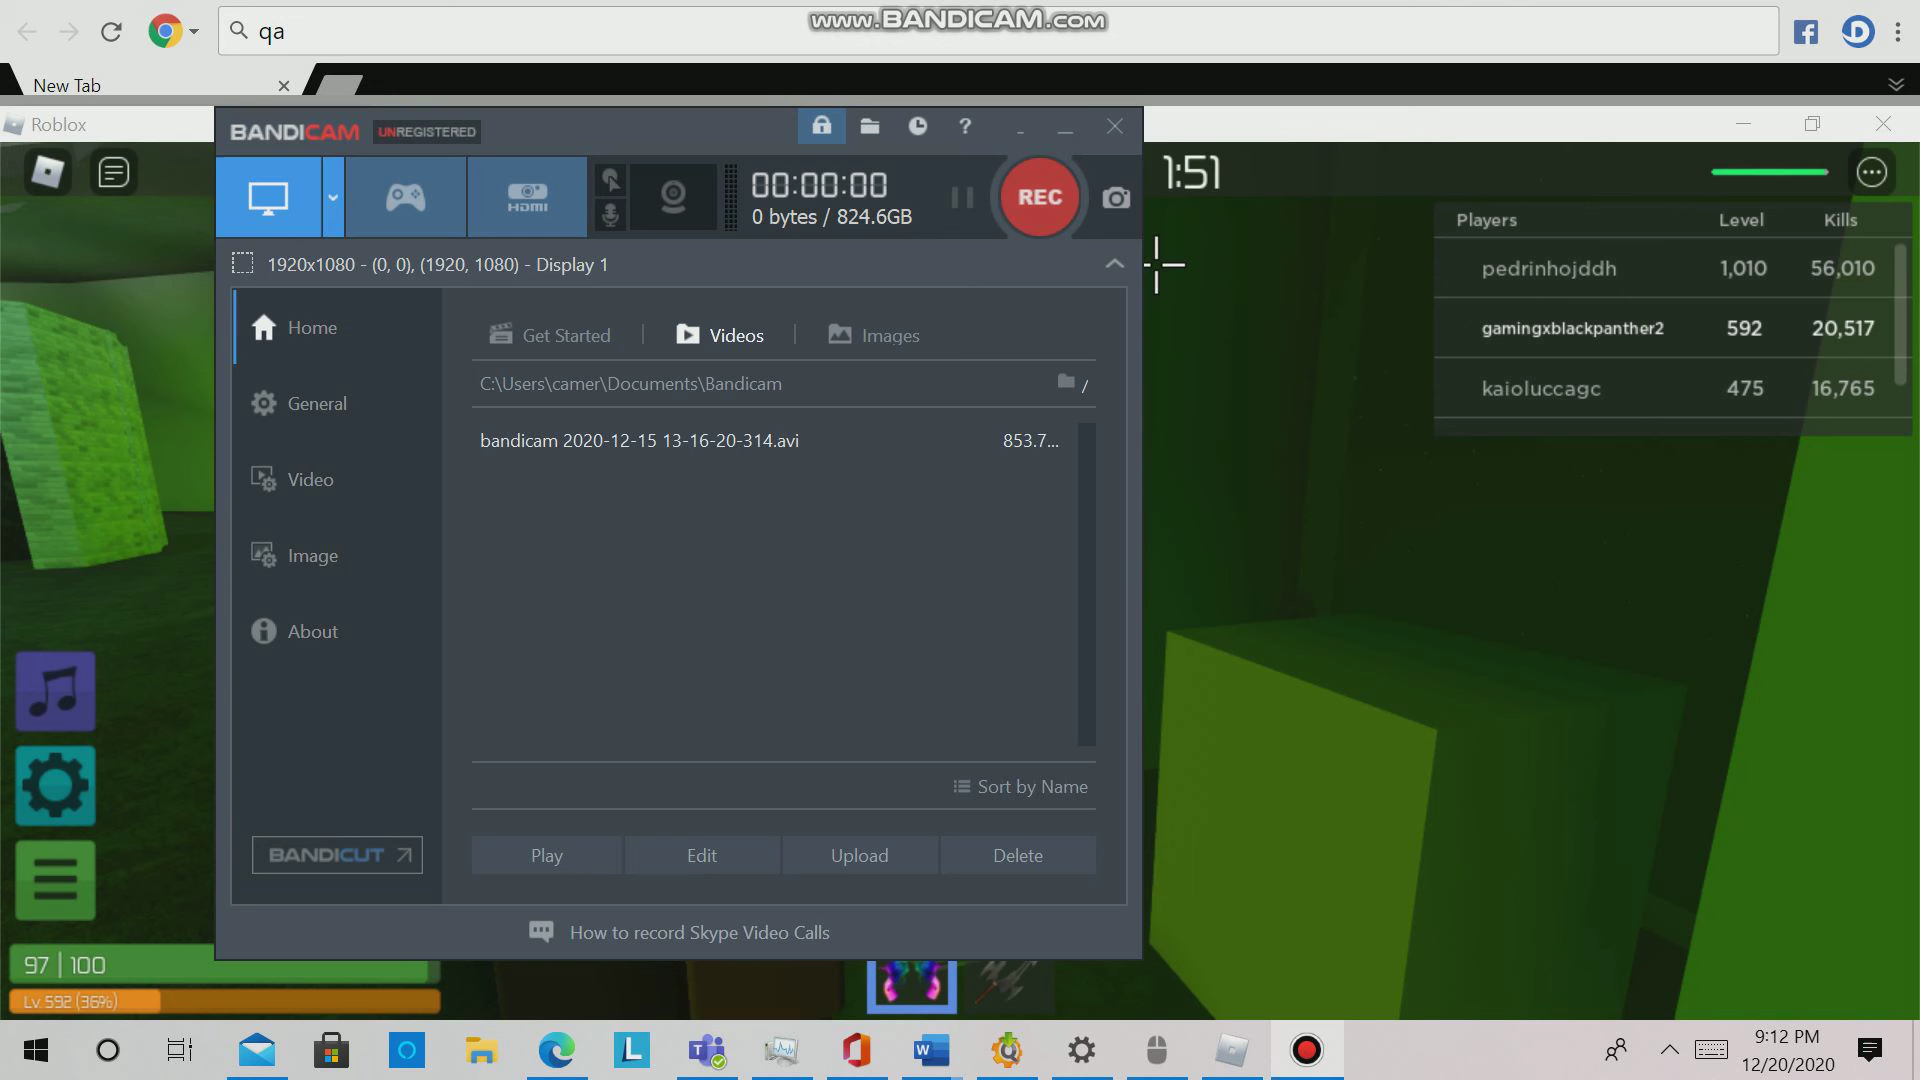 qa
www.BANDICAM.com
New Tab
Roblox
BANDICAM UNREGISTERED
?
HDMI
00:00:00
0 bytes / 824.6GB
REC
1:51
Players Level Kills
pedrinhojddh 1,010 56,010
gamingxblackpanther2 592 20,517
kaioluccagc 475 16,765
1920x1080 - (0, 0), (1920, 1080) - Display 1
Home
General
Video
Image
About
Get Started
Videos
Images
C:\Users\camer\Documents\Bandicam
/
bandicam 2020-12-15 13-16-20-314.avi 853.7...
Sort by Name
BANDICUT
Play
Edit
Upload
Delete
How to record Skype Video Calls
97 | 100
Lv 592 (36%)
9:12 PM
12/20/2020